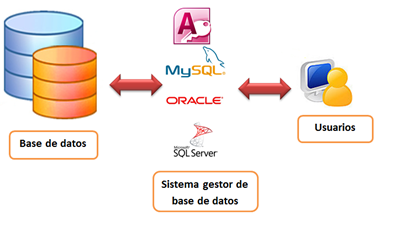 A
MySQL®
ORACLE
Microsoft
SQL Server
Base de datos
Usuarios
Sistema gestor de
base de datos